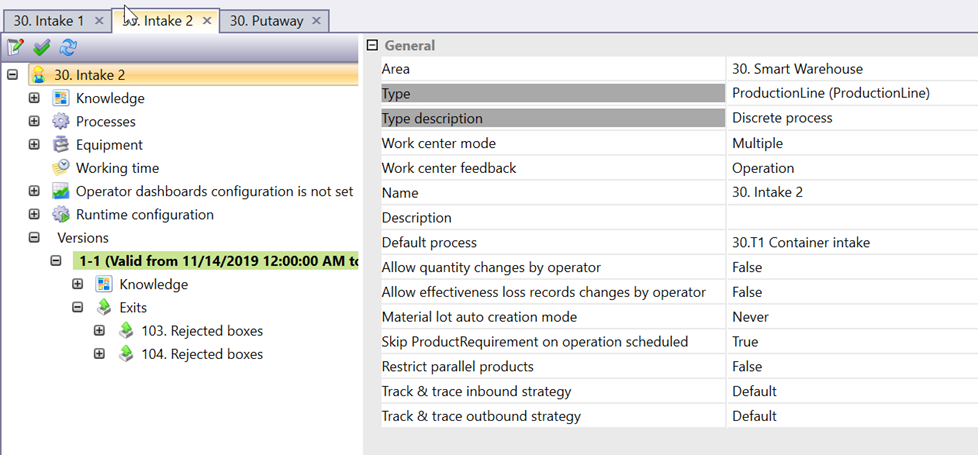 30. Intake 1
30. Intake 2
30. Putaway
30. Intake 2
Knowledge
Processes
Equipment
Working time
Operator dashboards configuration is not set
Runtime configuration
Versions
1-1 (Valid from 11/14/2019 12:00:00 AM to
Knowledge
Exits
103. Rejected boxes
104. Rejected boxes
General
Area 30. Smart Warehouse
Type ProductionLine (ProductionLine)
Type description Discrete process
Work center mode Multiple
Work center feedback Operation
Name 30. Intake 2
Description
Default process 30.T1 Container intake
Allow quantity changes by operator False
Allow effectiveness loss records changes by operator False
Material lot auto creation mode Never
Skip ProductRequirement on operation scheduled True
Restrict parallel products False
Track & trace inbound strategy Default
Track & trace outbound strategy Default